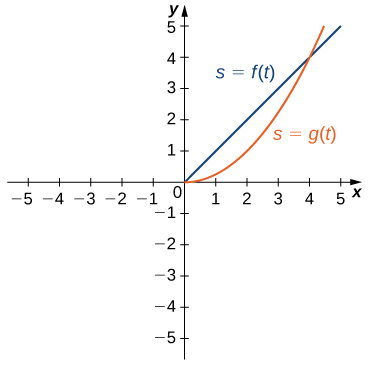 y
5
4
s = f(t)
3
2
s = g(t)
1
0
x
−5 −4 −3 −2 −1 1 2 3 4 5
−1
−2
−3
−4
−5